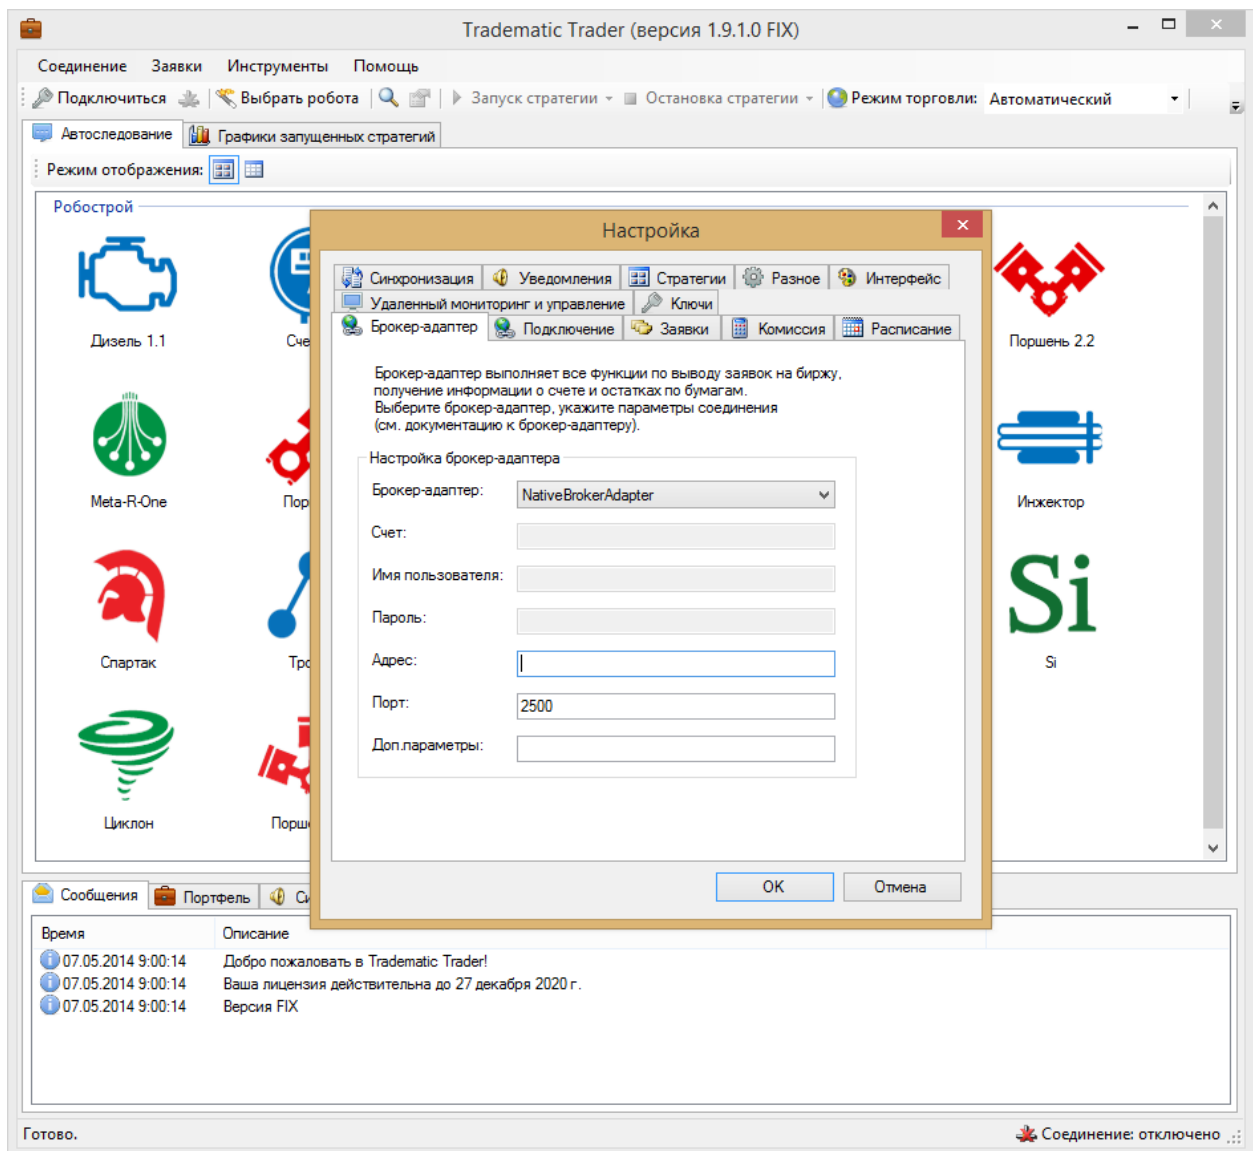 Tradematic Trader (версия 1.9.1.0 FIX)
Соединение Заявки Инструменты Помощь
Подключиться Выбрать робота Запуск стратегии Остановка стратегии Режим торговли: Автоматический
Автоследование Графики запущенных стратегий
Режим отображения:
Робострой
Настройка
Синхронизация Уведомления Стратегии Разное Интерфейс
Удаленный мониторинг и управление Ключи
Брокер-адаптер Подключение Заявки Комиссия Расписание
Дизель 1.1
Поршень 2.2
Брокер-адаптер выполняет все функции по выводу заявок на биржу,
получение информации о счете и остатках по бумагам.
Выберите брокер-адаптер, укажите параметры соединения
(см. документацию к брокер-адаптеру).
Настройка брокер-адаптера
Брокер-адаптер: NativeBrokerAdapter
Meta-R-One
Инжектор
Счет:
Имя пользователя:
Пароль:
Адрес:
Спартак
Si
Si
Порт: 2500
Доп.параметры:
Циклон
OK Отмена
Сообщения Портфель
Время Описание
07.05.2014 9:00:14 Добро пожаловать в Tradematic Trader!
07.05.2014 9:00:14 Ваша лицензия действительна до 27 декабря 2020 г.
07.05.2014 9:00:14 Версия FIX
Готово. Соединение: отключено